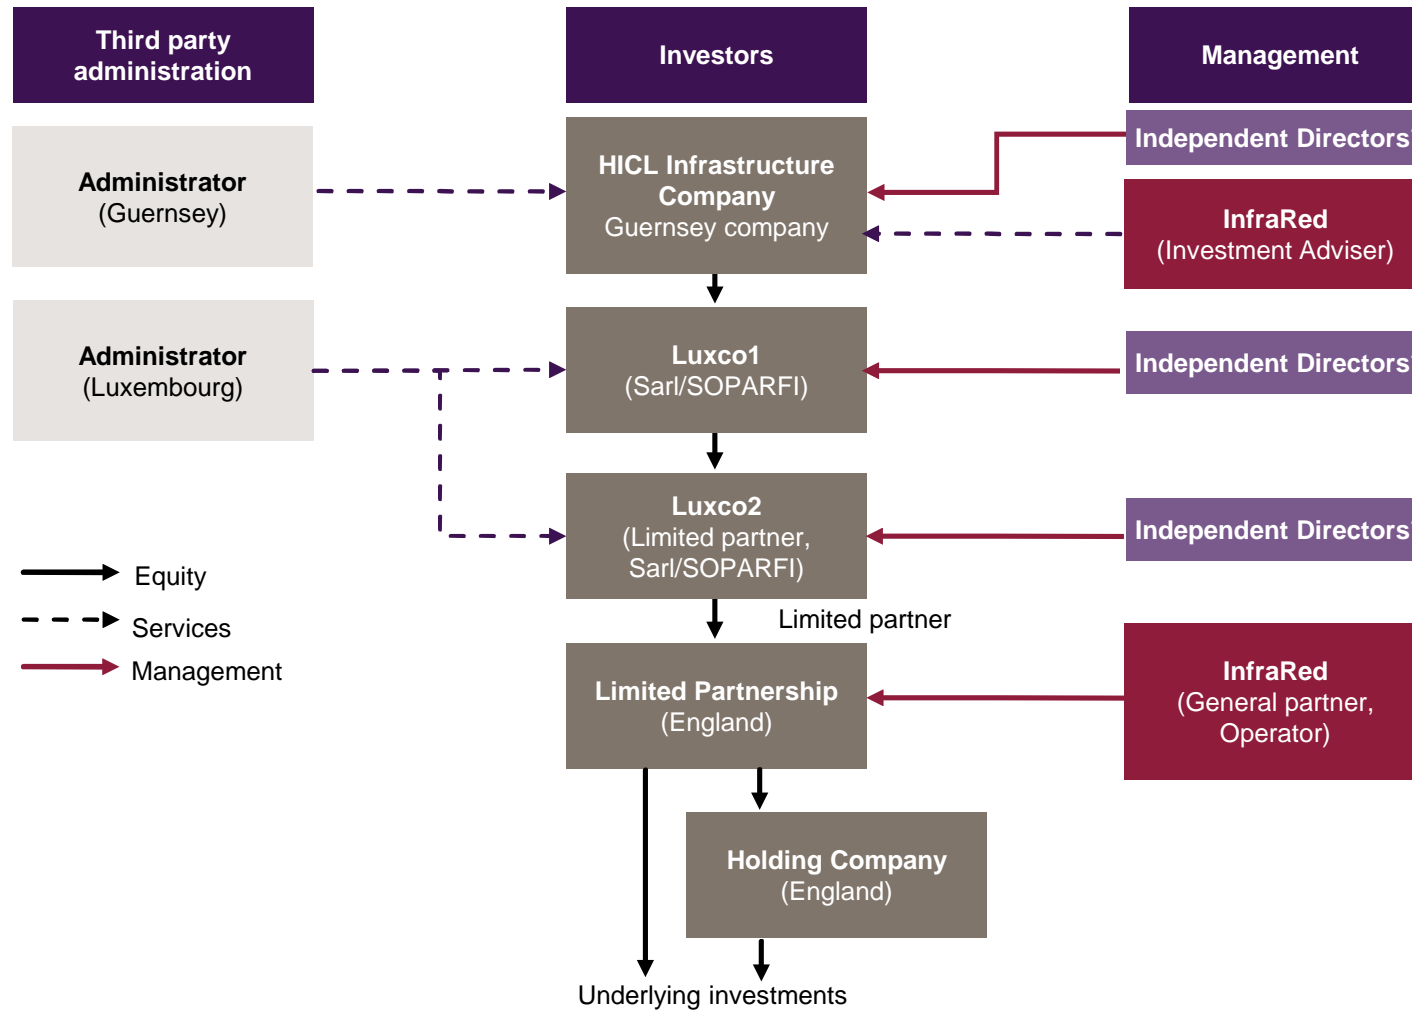 Third party
administration
Investors
Management
Administrator
(Guernsey)
HICL Infrastructure
Company
Guernsey company
Independent Directors
InfraRed
(Investment Adviser)
Administrator
(Luxembourg)
Luxco1
(Sarl/SOPARFI)
Independent Directors
Luxco2
(Limited partner,
Sarl/SOPARFI)
Independent Directors
Equity
Services
Management
Limited partner
Limited Partnership
(England)
InfraRed
(General partner,
Operator)
Holding Company
(England)
Underlying investments